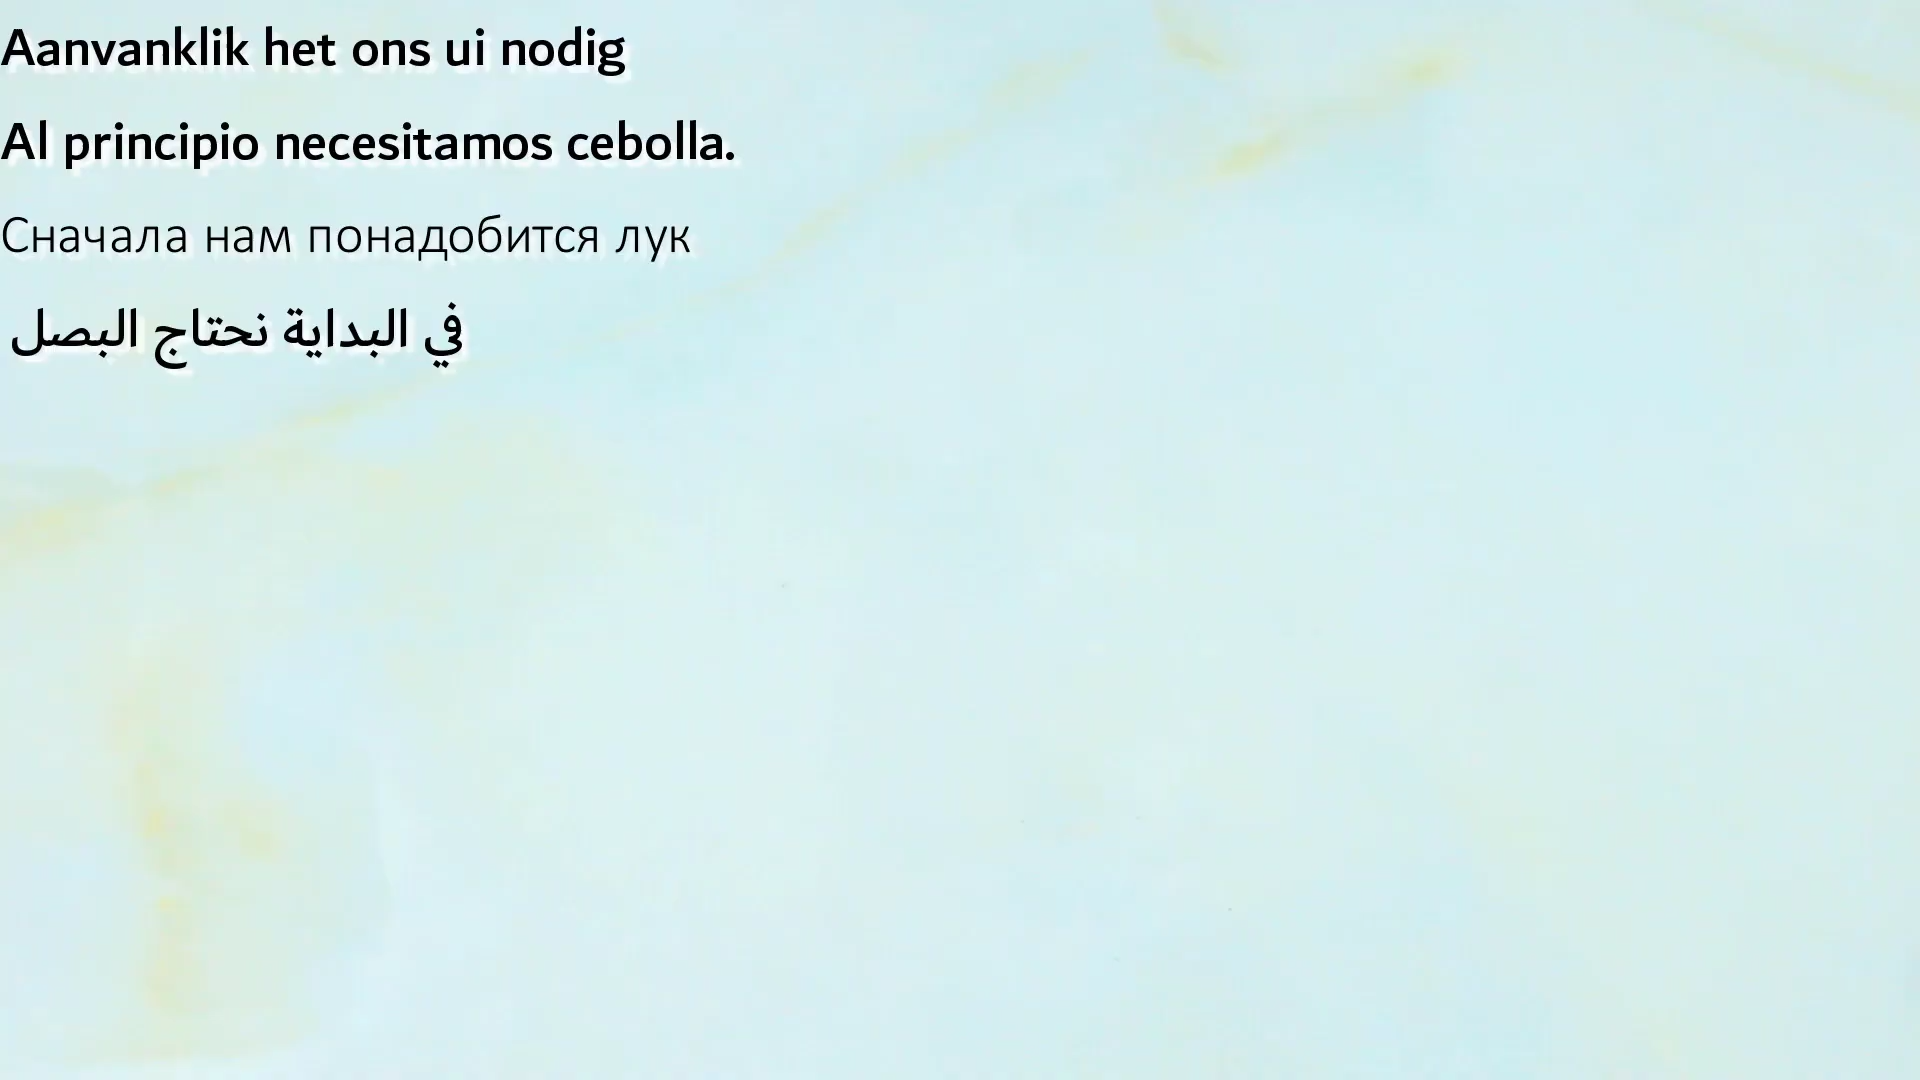 Aanvanklik het ons ui nodig
Al principio necesitamos cebolla.
Сначала нам понадобится лук
في البداية نحتاج البصل